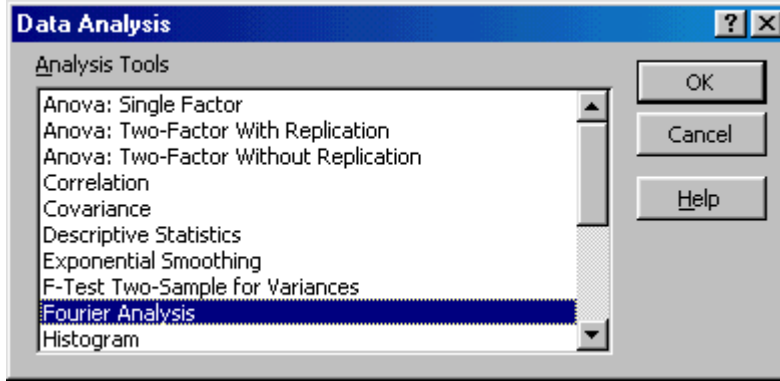 Data Analysis
Analysis Tools
Anova: Single Factor
Anova: Two-Factor With Replication
Anova: Two-Factor Without Replication
Correlation
Covariance
Descriptive Statistics
Exponential Smoothing
F-Test Two-Sample for Variances
Fourier Analysis
Histogram
OK
Cancel
Help